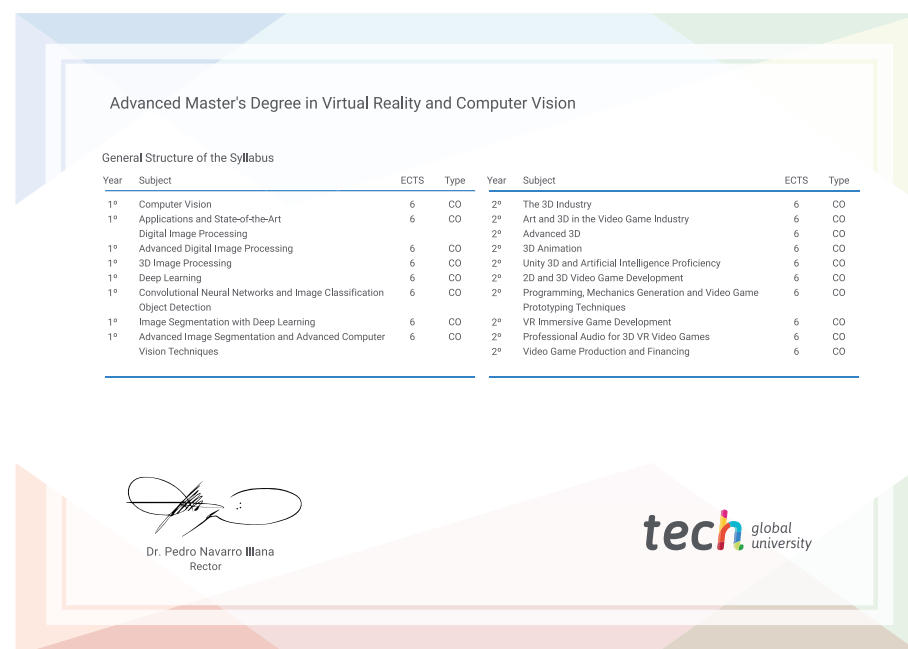 Advanced Master's Degree in Virtual Reality and Computer Vision
General Structure of the Syllabus
Year Subject ECTS Type
1º Computer Vision 6 CO
1º Applications and State-of-the-Art 6 CO
Digital Image Processing
1º Advanced Digital Image Processing 6 CO
1º 3D Image Processing 6 CO
1º Deep Learning 6 CO
1º Convolutional Neural Networks and Image Classification 6 CO
Object Detection
1º Image Segmentation with Deep Learning 6 CO
1º Advanced Image Segmentation and Advanced Computer 6 CO
Vision Techniques
Year Subject ECTS Type
2º The 3D Industry 6 CO
2º Art and 3D in the Video Game Industry 6 CO
2º Advanced 3D 6 CO
2º 3D Animation 6 CO
2º Unity 3D and Artificial Intelligence Proficiency 6 CO
2º 2D and 3D Video Game Development 6 CO
2º Programming, Mechanics Generation and Video Game 6 CO
Prototyping Techniques
2º VR Immersive Game Development 6 CO
2º Professional Audio for 3D VR Video Games 6 CO
2º Video Game Production and Financing 6 CO
Dr. Pedro Navarro Illana
Rector
tech global
university